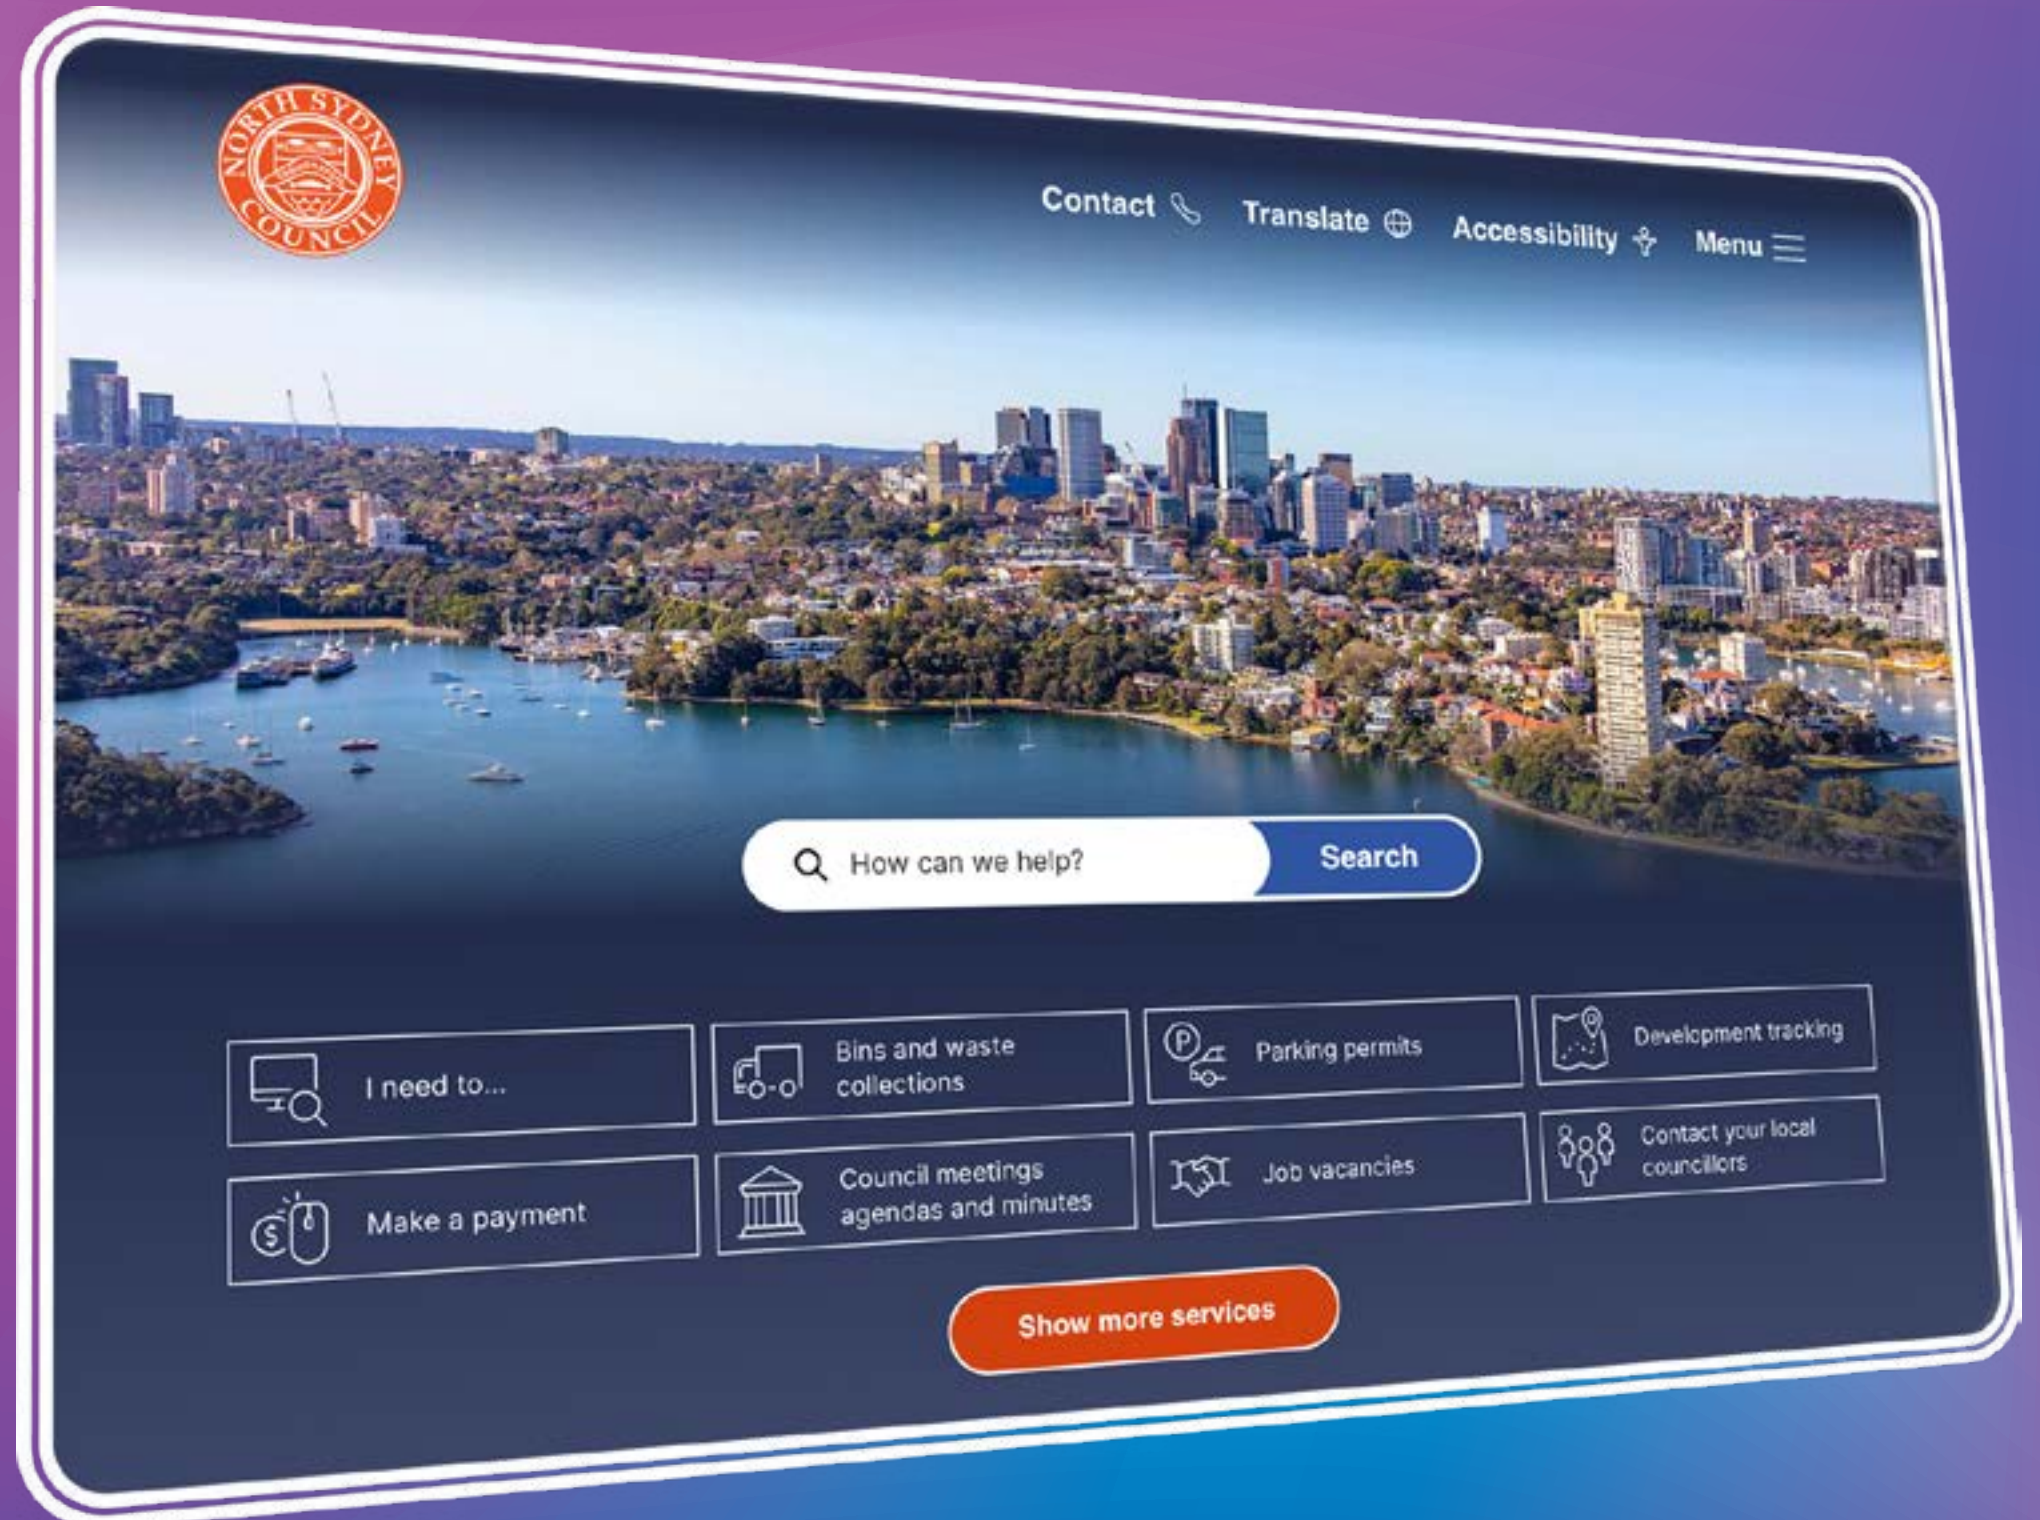 NORTH SYDNEY
COUNCIL
Contact
Translate
Accessibility
Menu
How can we help?
Search
I need to...
Bins and waste
collections
P
Parking permits
Development tracking
$
Make a payment
Council meetings
agendas and minutes
Job vacancies
Contact your local
councillors
Show more services